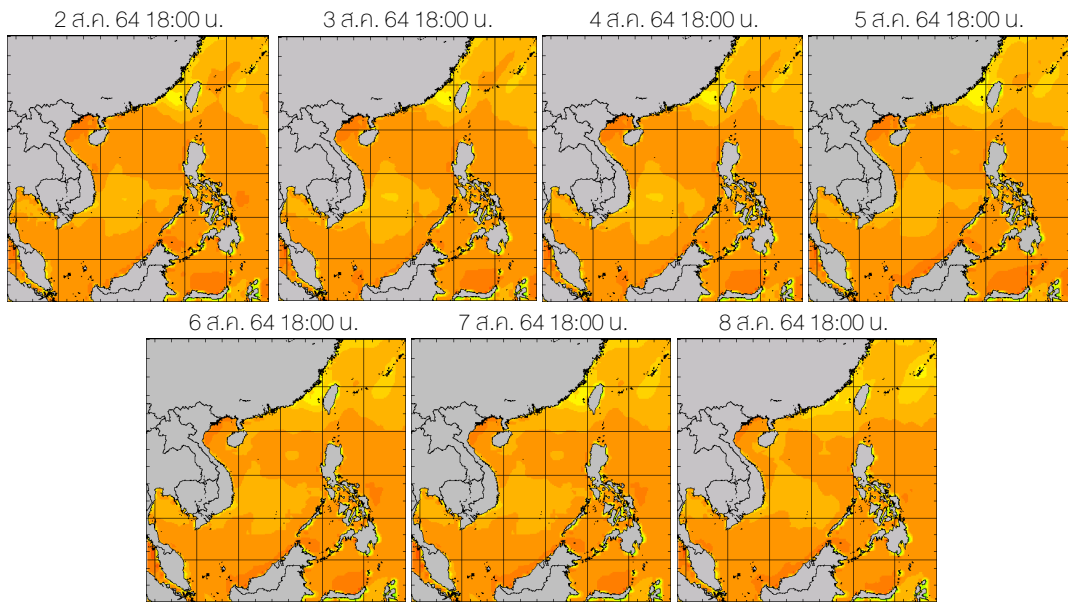 2 ส.ค. 64 18:00 น.
3 ส.ค. 64 18:00 น.
4 ส.ค. 64 18:00 น.
5 ส.ค. 64 18:00 น.
6 ส.ค. 64 18:00 น.
7 ส.ค. 64 18:00 น.
8 ส.ค. 64 18:00 น.